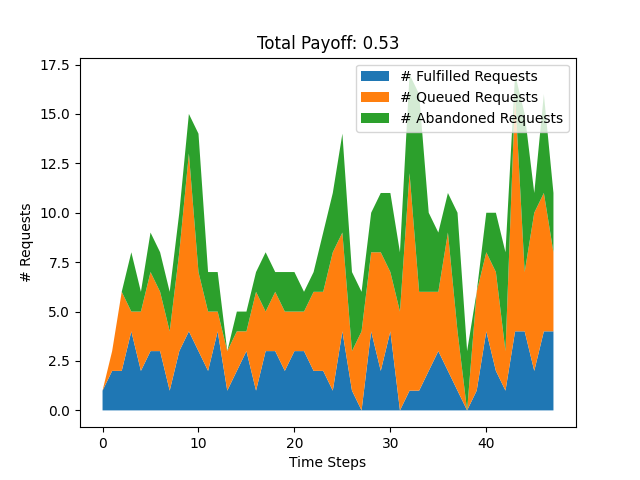 Total Payoff: 0.53
17.5
15.0
12.5
10.0
7.5
5.0
2.5
0.0
# Requests
# Fulfilled Requests
# Queued Requests
# Abandoned Requests
0
10
20
30
40
Time Steps